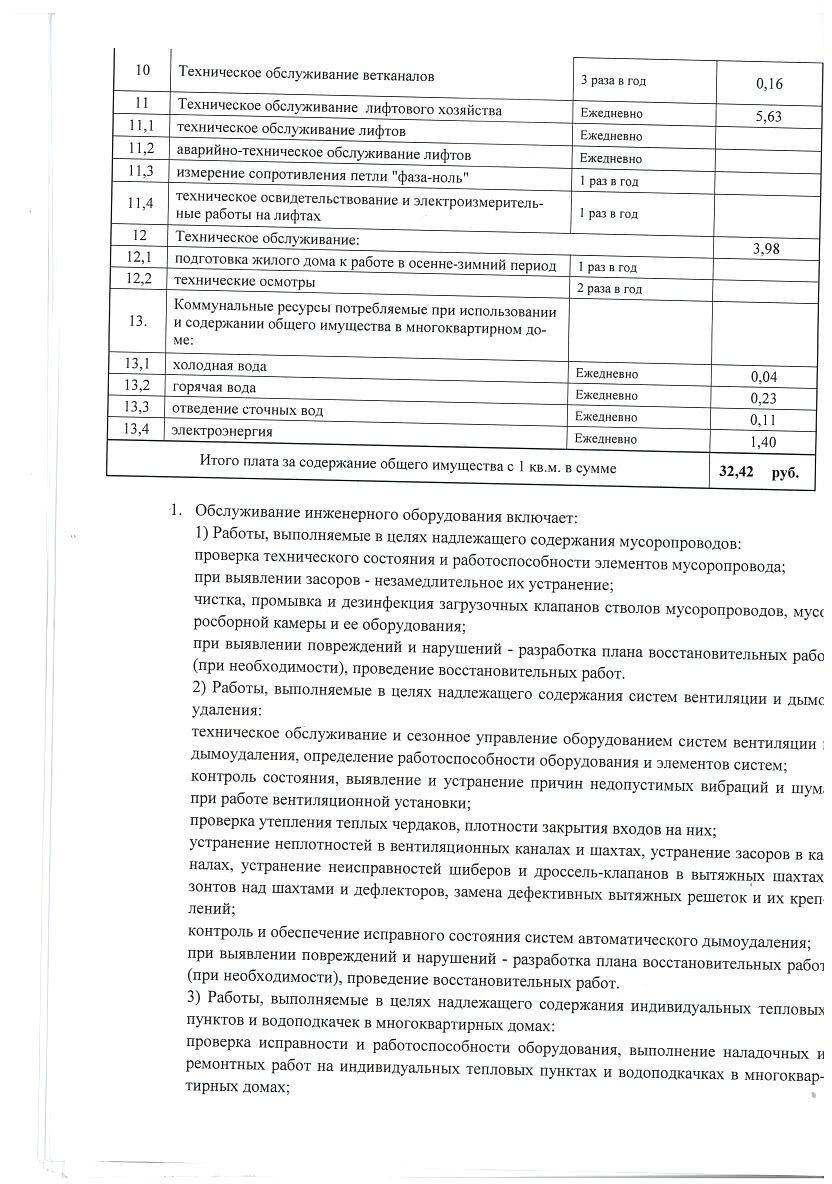 10 Техническое обслуживание ветканалов 3 раза в год 0,16
11 Техническое обслуживание лифтового хозяйства Ежедневно 5,63
11,1 техническое обслуживание лифтов Ежедневно
11,2 аварийно-техническое обслуживание лифтов Ежедневно
11,3 измерение сопротивления петли "фаза-ноль" 1 раз в год
11,4 техническое освидетельствование и электроизмеритель-
ные работы на лифтах 1 раз в год
12 Техническое обслуживание: 3,98
12,1 подготовка жилого дома к работе в осенне-зимний период 1 раз в год
12,2 технические осмотры 2 раза в год
13. Коммунальные ресурсы потребляемые при использовании
и содержании общего имущества в многоквартирном до-
ме:
13,1 холодная вода Ежедневно 0,04
13,2 горячая вода Ежедневно 0,23
13,3 отведение сточных вод Ежедневно 0,11
13,4 электроэнергия Ежедневно 1,40
Итого плата за содержание общего имущества с 1 кв.м. в сумме 32,42 руб.
1. Обслуживание инженерного оборудования включает:
1) Работы, выполняемые в целях надлежащего содержания мусоропроводов:
проверка технического состояния и работоспособности элементов мусоропровода;
при выявлении засоров - незамедлительное их устранение;
чистка, промывка и дезинфекция загрузочных клапанов стволов мусоропроводов, мусо
росборной камеры и ее оборудования;
при выявлении повреждений и нарушений - разработка плана восстановительных рабо
(при необходимости), проведение восстановительных работ.
2) Работы, выполняемые в целях надлежащего содержания систем вентиляции и дымо
удаления:
техническое обслуживание и сезонное управление оборудованием систем вентиляции
дымоудаления, определение работоспособности оборудования и элементов систем;
контроль состояния, выявление и устранение причин недопустимых вибраций и шума
при работе вентиляционной установки;
проверка утепления теплых чердаков, плотности закрытия входов на них;
устранение неплотностей в вентиляционных каналах и шахтах, устранение засоров в ка
налах, устранение неисправностей шиберов и дроссель-клапанов в вытяжных шахтах,
зонтов над шахтами и дефлекторов, замена дефективных вытяжных решеток и их креп-
лений;
контроль и обеспечение исправного состояния систем автоматического дымоудаления;
при выявлении повреждений и нарушений - разработка плана восстановительных работ
(при необходимости), проведение восстановительных работ.
3) Работы, выполняемые в целях надлежащего содержания индивидуальных тепловых
пунктов и водоподкачек в многоквартирных домах:
проверка исправности и работоспособности оборудования, выполнение наладочных и
ремонтных работ на индивидуальных тепловых пунктах и водоподкачках в многоквар-
тирных домах;